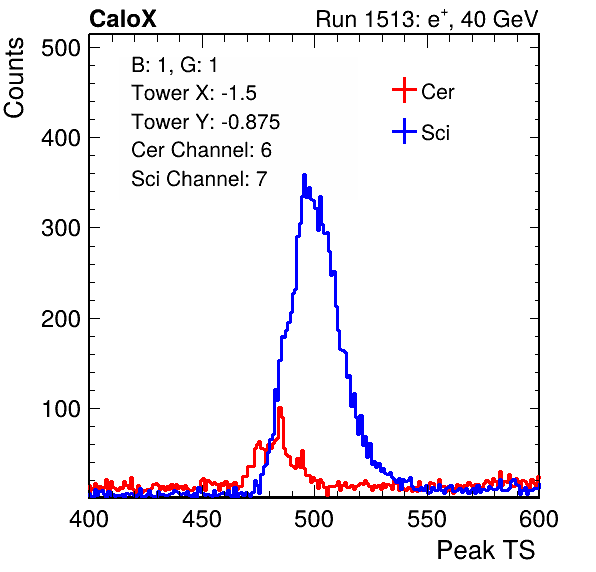 CaloX Run 1513: e⁺, 40 GeV
Counts
B: 1, G: 1
Tower X: -1.5
Tower Y: -0.875
Cer Channel: 6
Sci Channel: 7
Cer
Sci
500
400
300
200
100
400 450 500 550 600
Peak TS